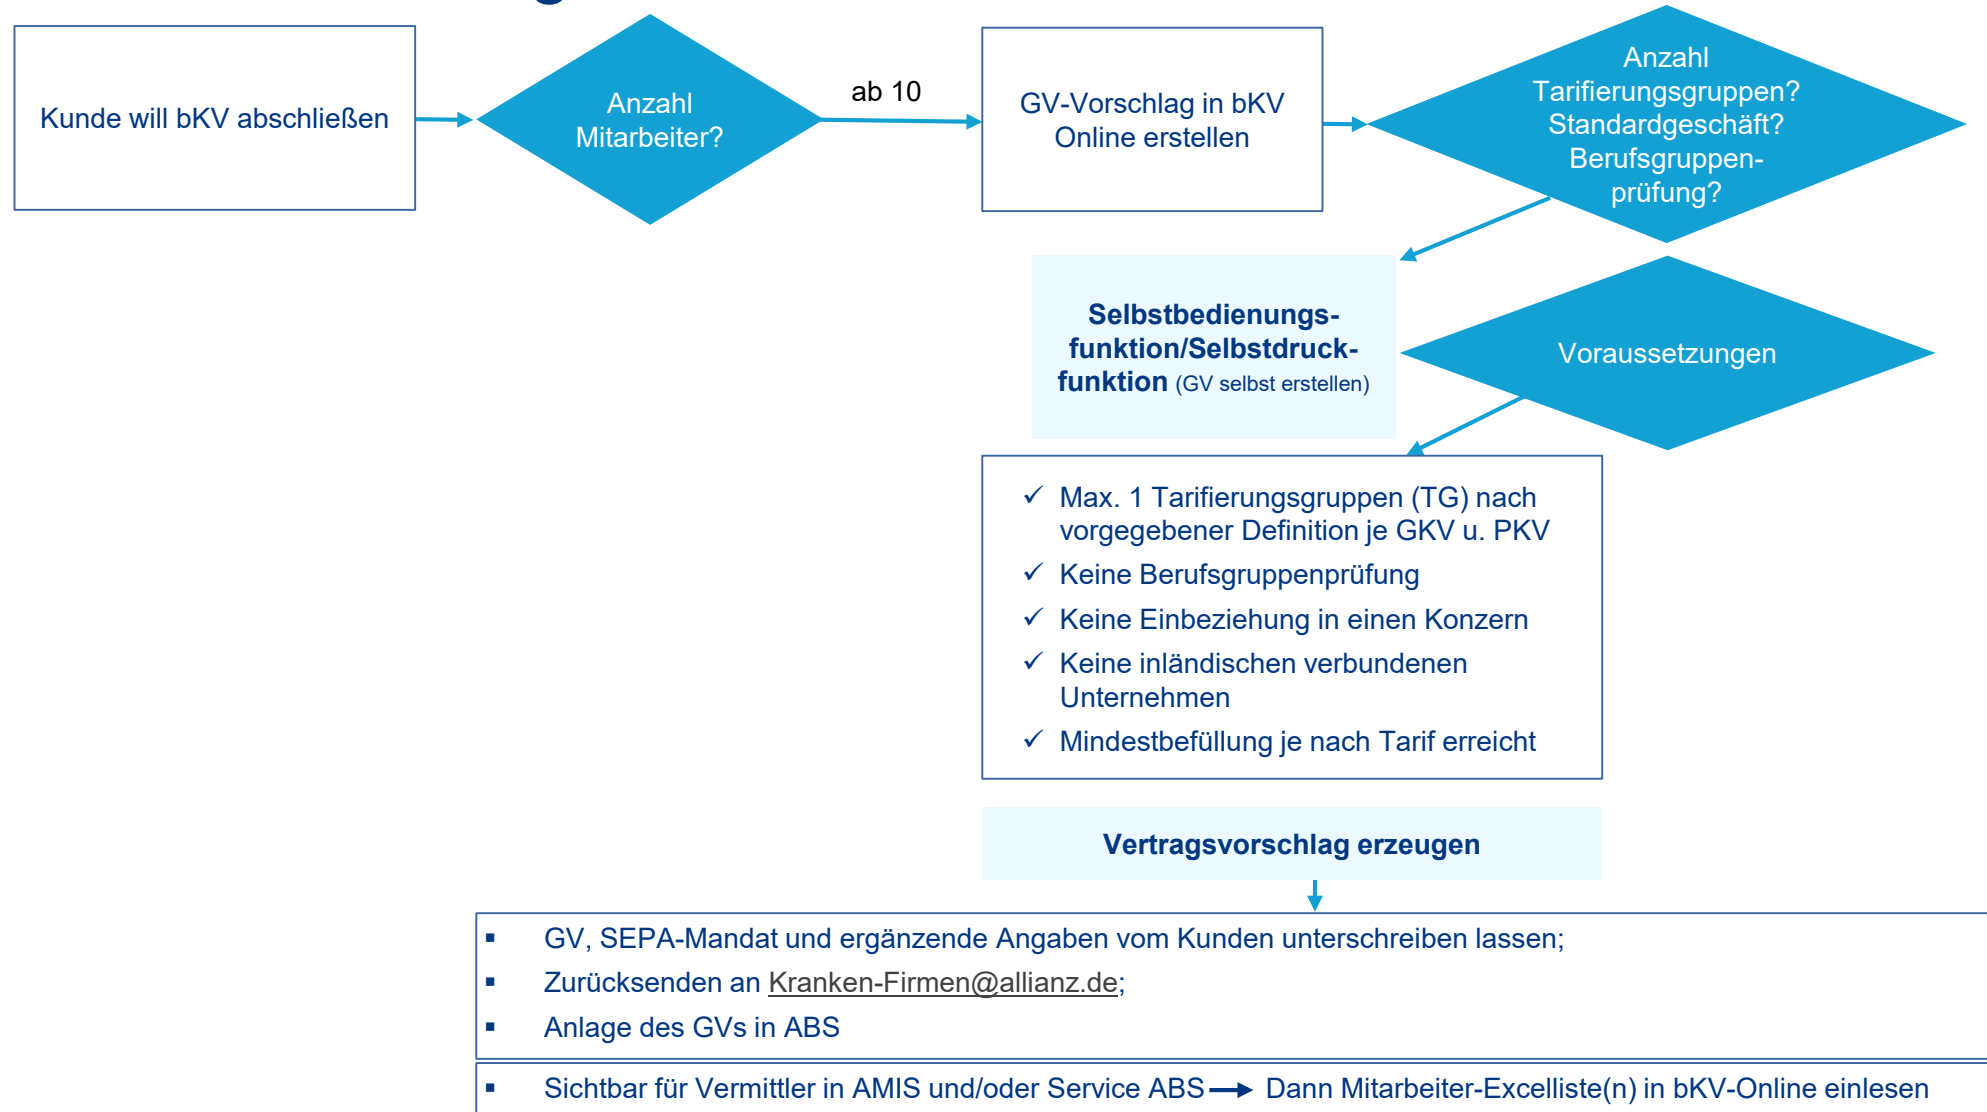 Kunde will bKV abschließen
Anzahl
Mitarbeiter?
ab 10
GV-Vorschlag in bKV
Online erstellen
Anzahl
Tarifierungsgruppen?
Standardgeschäft?
Berufsgruppen-
prüfung?
Selbstbedienungs-
funktion/Selbstdruck-
funktion (GV selbst erstellen)
Voraussetzungen
✓ Max. 1 Tarifierungsgruppen (TG) nach
vorgegebener Definition je GKV u. PKV
✓ Keine Berufsgruppenprüfung
✓ Keine Einbeziehung in einen Konzern
✓ Keine inländischen verbundenen
Unternehmen
✓ Mindestbefüllung je nach Tarif erreicht
Vertragsvorschlag erzeugen
▪ GV, SEPA-Mandat und ergänzende Angaben vom Kunden unterschreiben lassen;
▪ Zurücksenden an Kranken-Firmen@allianz.de;
▪ Anlage des GVs in ABS
▪ Sichtbar für Vermittler in AMIS und/oder Service ABS → Dann Mitarbeiter-Excelliste(n) in bKV-Online einlesen